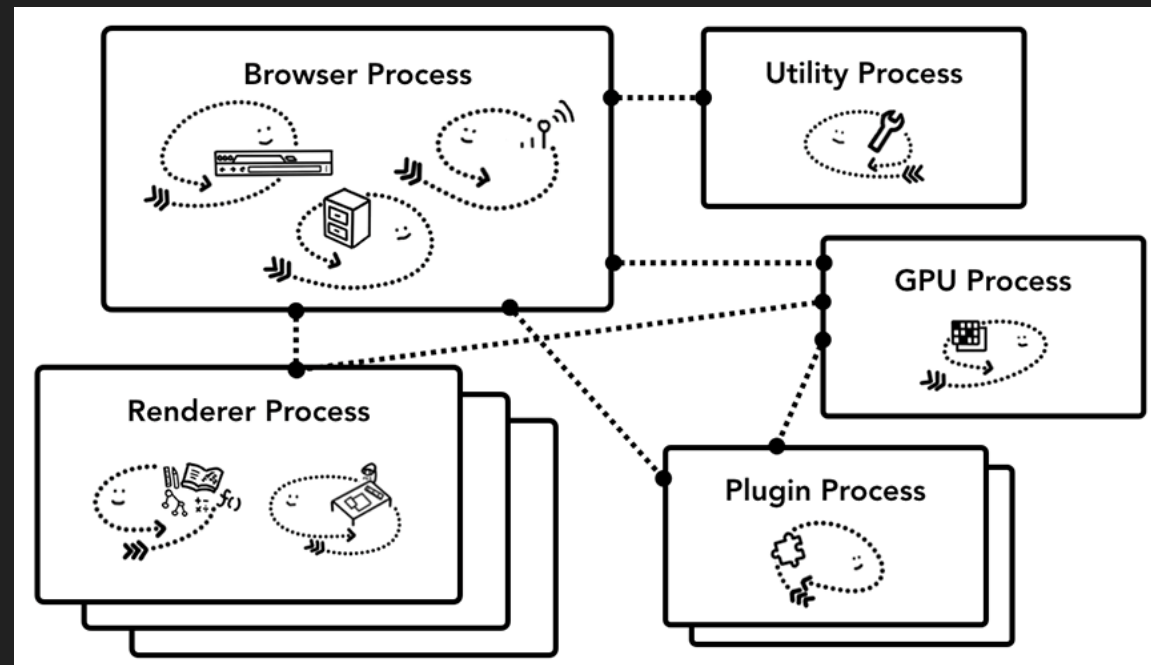 Browser Process
Utility Process
GPU Process
Renderer Process
f()
Plugin Process